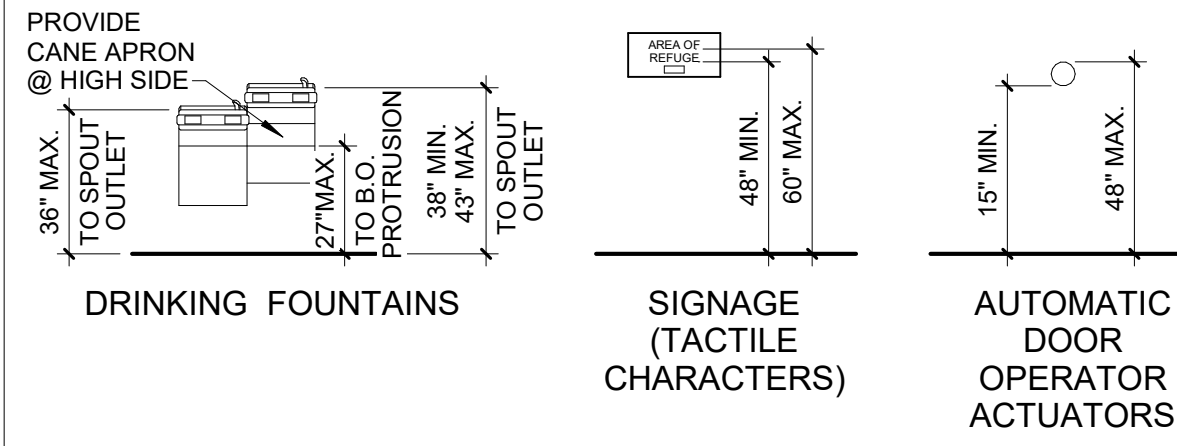 PROVIDE
CANE APRON
@ HIGH SIDE
36" MAX.
TO SPOUT
OUTLET
27"MAX.
TO B.O.
PROTRUSION
38" MIN.
43" MAX.
TO SPOUT
OUTLET
DRINKING FOUNTAINS
AREA OF
REFUGE
48" MIN.
60" MAX.
SIGNAGE
(TACTILE
CHARACTERS)
15" MIN.
48" MAX.
AUTOMATIC
DOOR
OPERATOR
ACTUATORS